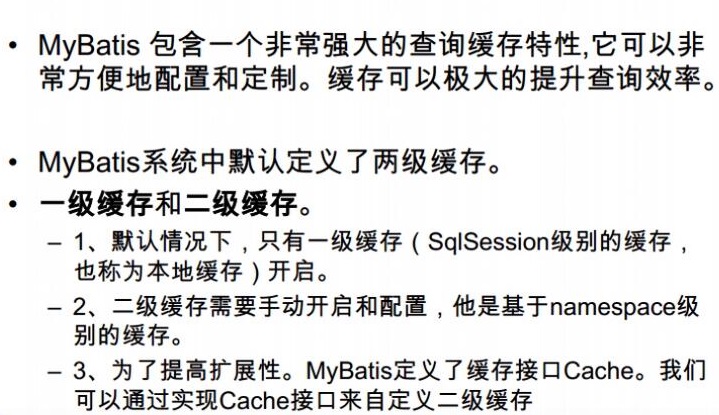 • MyBatis 包含一个非常强大的查询缓存特性,它可以非
常方便地配置和定制。缓存可以极大的提升查询效率。
• MyBatis系统中默认定义了两级缓存。
• 一级缓存和二级缓存。
– 1、默认情况下，只有一级缓存（SqlSession级别的缓存，
也称为本地缓存）开启。
– 2、二级缓存需要手动开启和配置，他是基于namespace级
别的缓存。
– 3、为了提高扩展性。MyBatis定义了缓存接口Cache。我们
可以通过实现Cache接口来自定义二级缓存